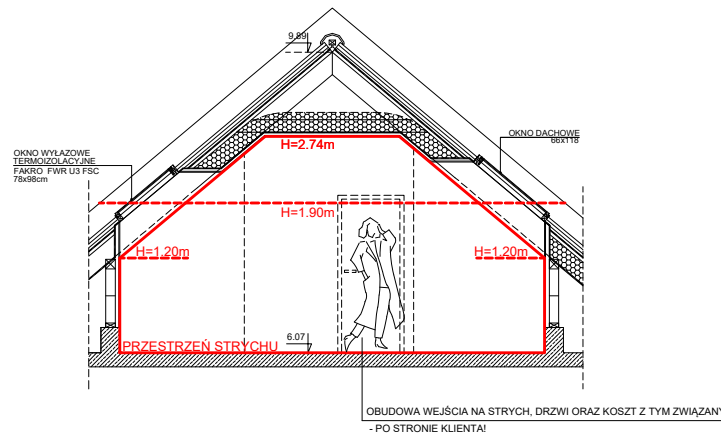 9,89
OKNO DACHOWE
66x118
H=2.74m
OKNO WYŁAZOWE
TERMOIZOLACYJNE
FAKRO FWR U3 FSC
78x98cm
H=1.90m
H=1.20m
H=1.20m
PRZESTRZEŃ STRYCHU
6.07
OBUDOWA WEJŚCIA NA STRYCH, DRZWI ORAZ KOSZT Z TYM ZWIĄZANY
- PO STRONIE KLIENTA!